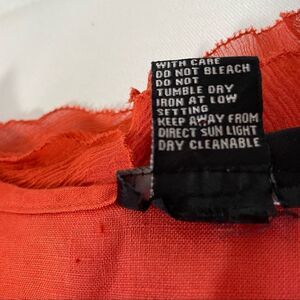 WITH CARE
DO NOT BLEACH
DO NOT
TUMBLE DRY
IRON AT LOW
SETTING
KEEP AWAY FROM
DIRECT SUN LIGHT
DRY CLEANABLE